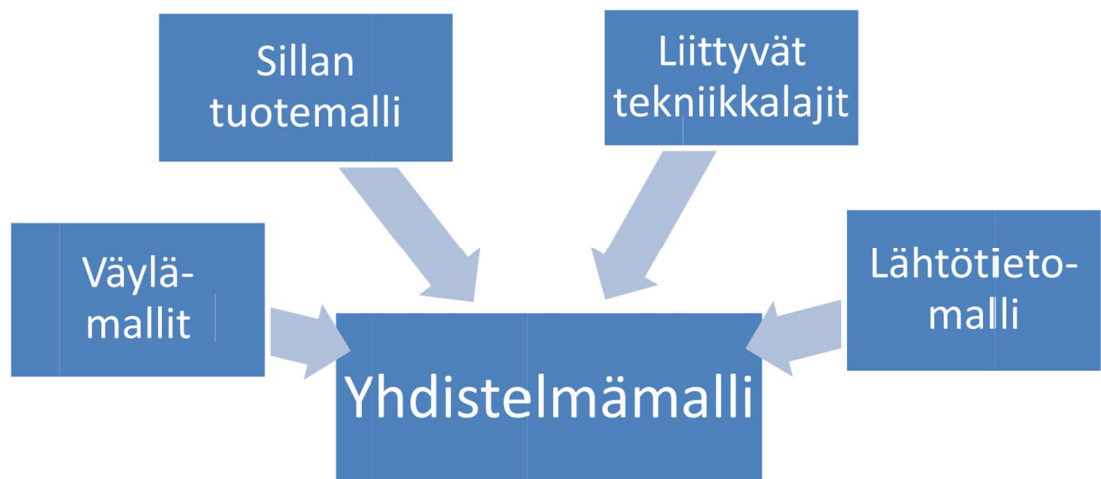 Sillan
tuotemalli
Liittyvät
tekniikkalajit
Väylä-
mallit
Lähtötieto-
malli
Yhdistelmämalli